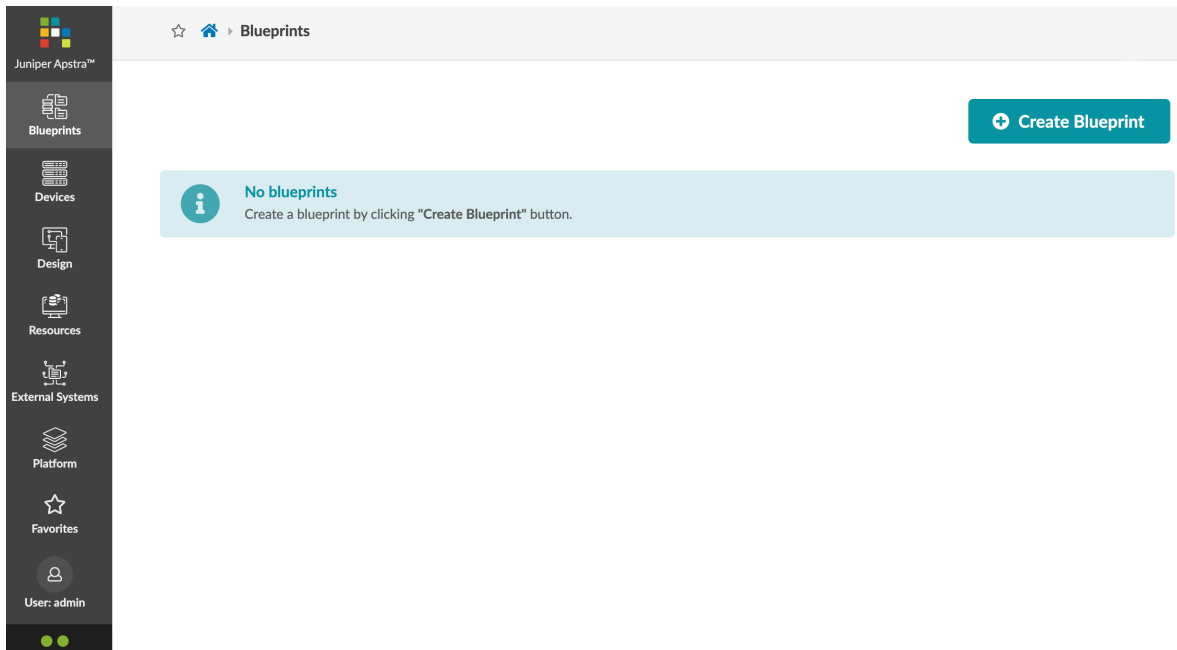 Juniper Apstra™
Blueprints
Devices
Design
Resources
External Systems
Platform
Favorites
User: admin
Blueprints
Create Blueprint
No blueprints
Create a blueprint by clicking "Create Blueprint" button.